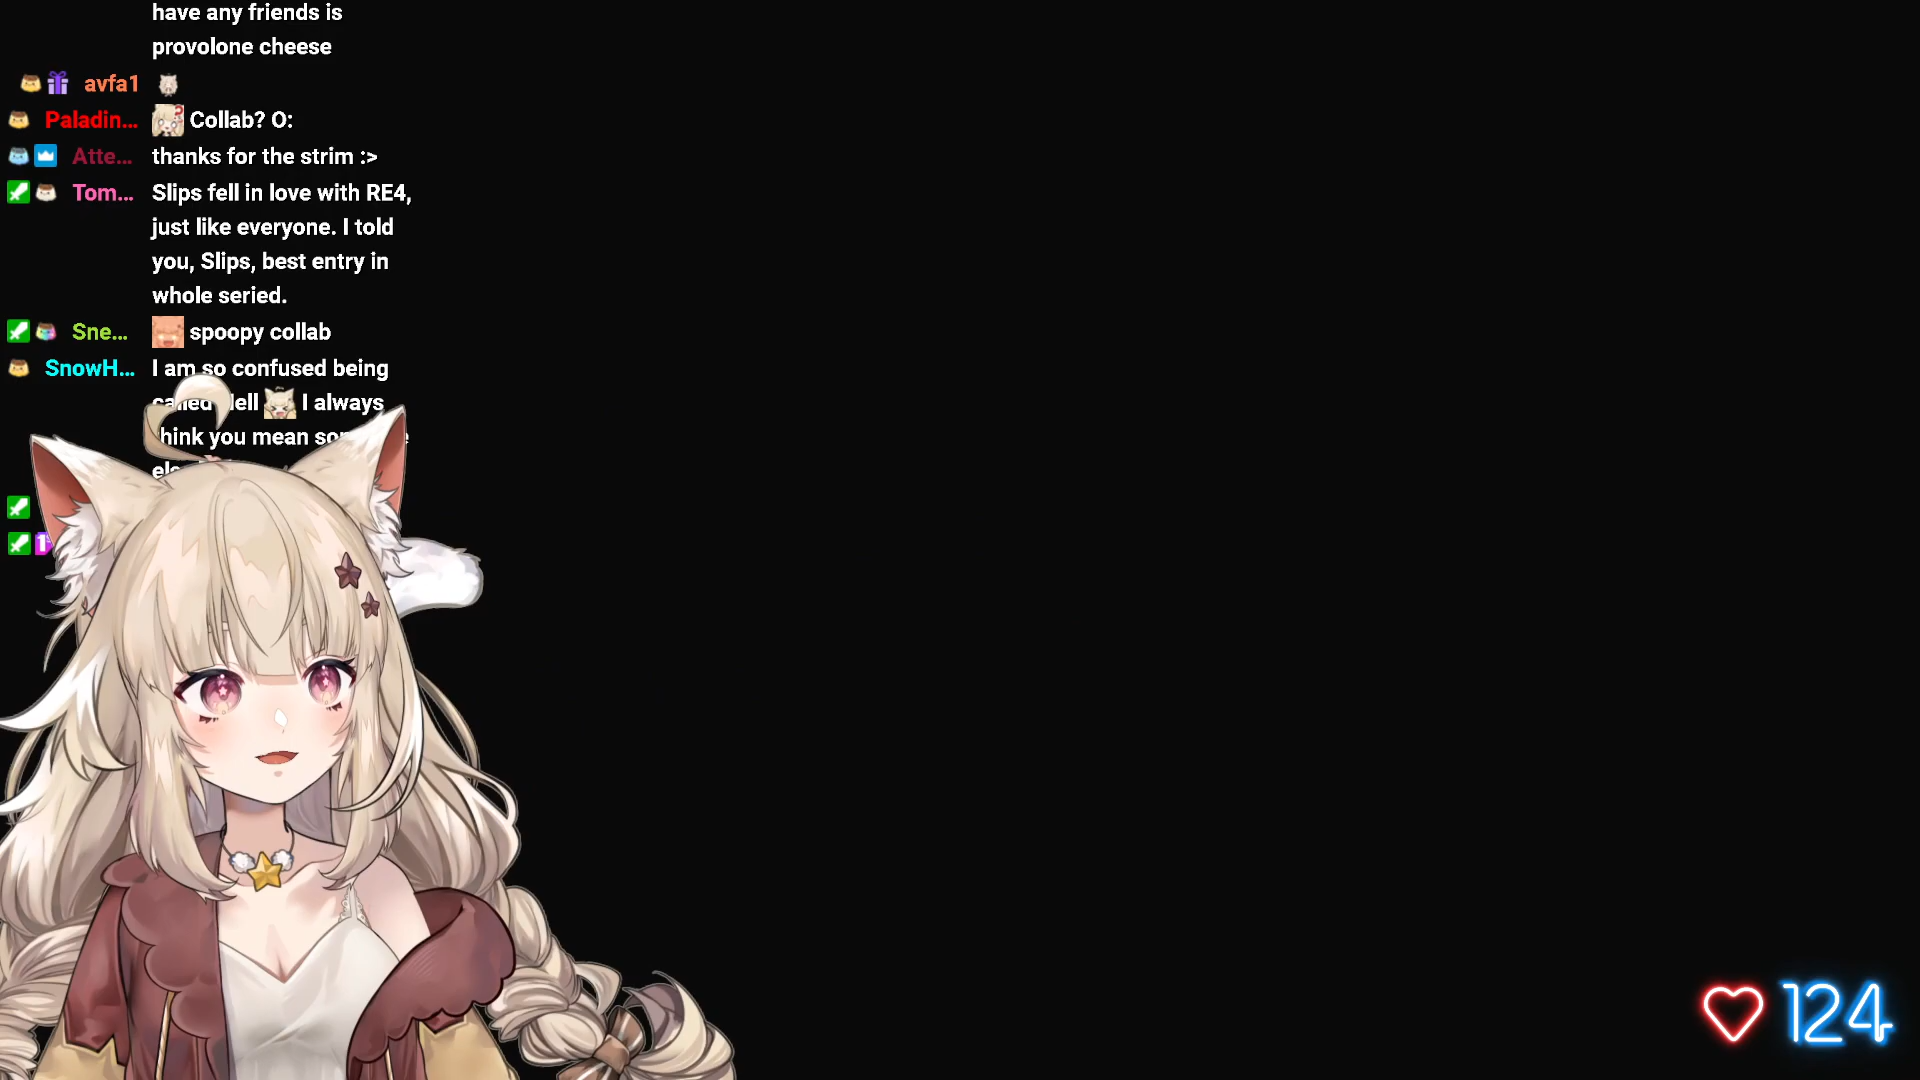 have any friends is
provolone cheese
avfa1
Paladin... Collab? O:
Atte... thanks for the strim :>
Tom... Slips fell in love with RE4,
just like everyone. I told
you, Slips, best entry in
whole seried.
Sne... spoopy collab
SnowH... I am so confused being
called I always
think you mean
124